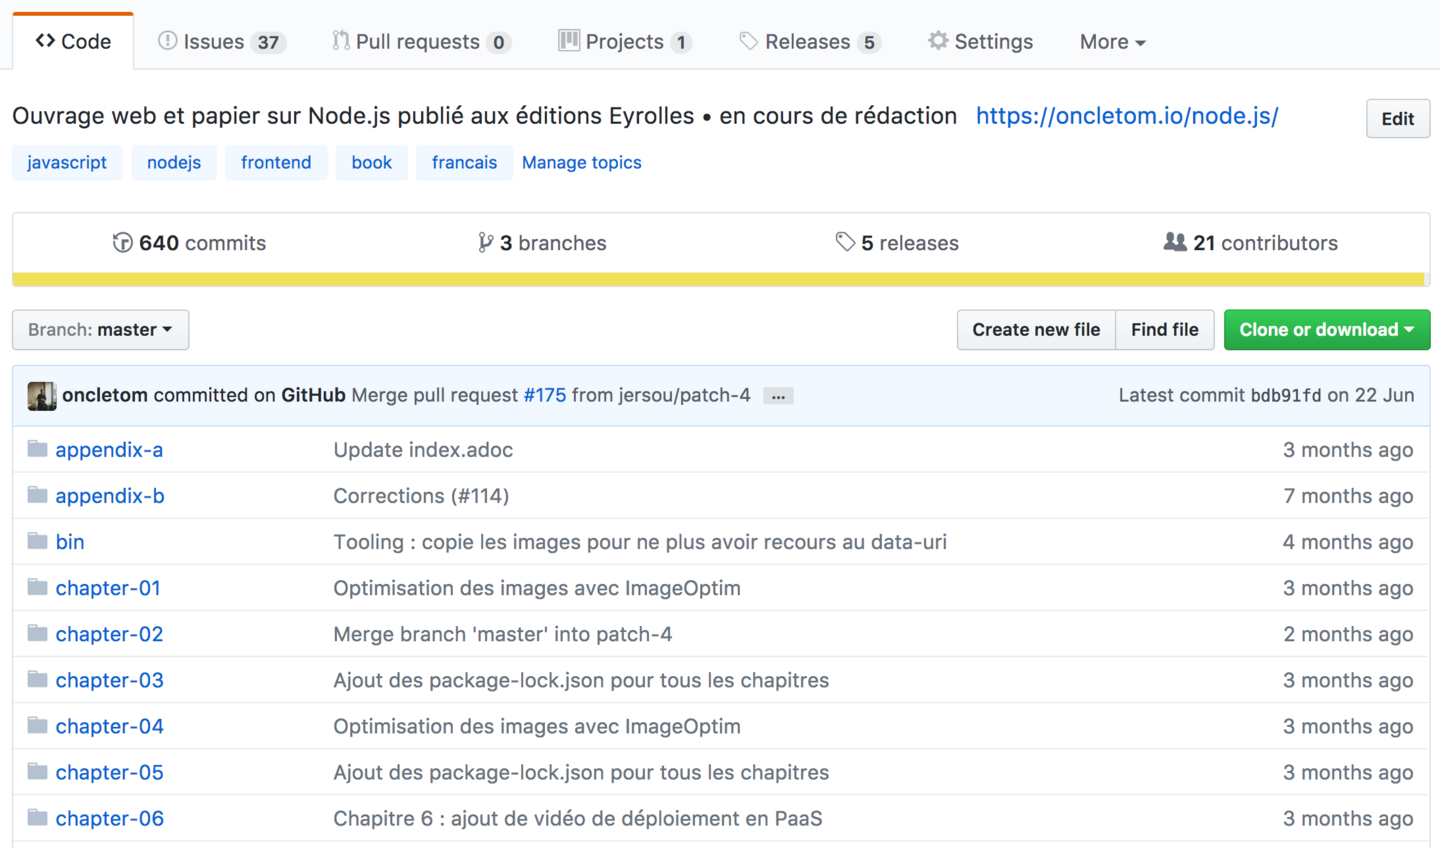 Code Issues 37 Pull requests 0 Projects 1 Releases 5 Settings More
Ouvrage web et papier sur Node.js publié aux éditions Eyrolles • en cours de rédaction https://oncletom.io/node.js/ Edit
javascript nodejs frontend book francais Manage topics
640 commits 3 branches 5 releases 21 contributors
Branch: master Create new file Find file Clone or download
oncletom committed on GitHub Merge pull request #175 from jersou/patch-4 … Latest commit bdb91fd on 22 Jun
appendix-a Update index.adoc 3 months ago
appendix-b Corrections (#114) 7 months ago
bin Tooling : copie les images pour ne plus avoir recours au data-uri 4 months ago
chapter-01 Optimisation des images avec ImageOptim 3 months ago
chapter-02 Merge branch 'master' into patch-4 2 months ago
chapter-03 Ajout des package-lock.json pour tous les chapitres 3 months ago
chapter-04 Optimisation des images avec ImageOptim 3 months ago
chapter-05 Ajout des package-lock.json pour tous les chapitres 3 months ago
chapter-06 Chapitre 6 : ajout de vidéo de déploiement en PaaS 3 months ago